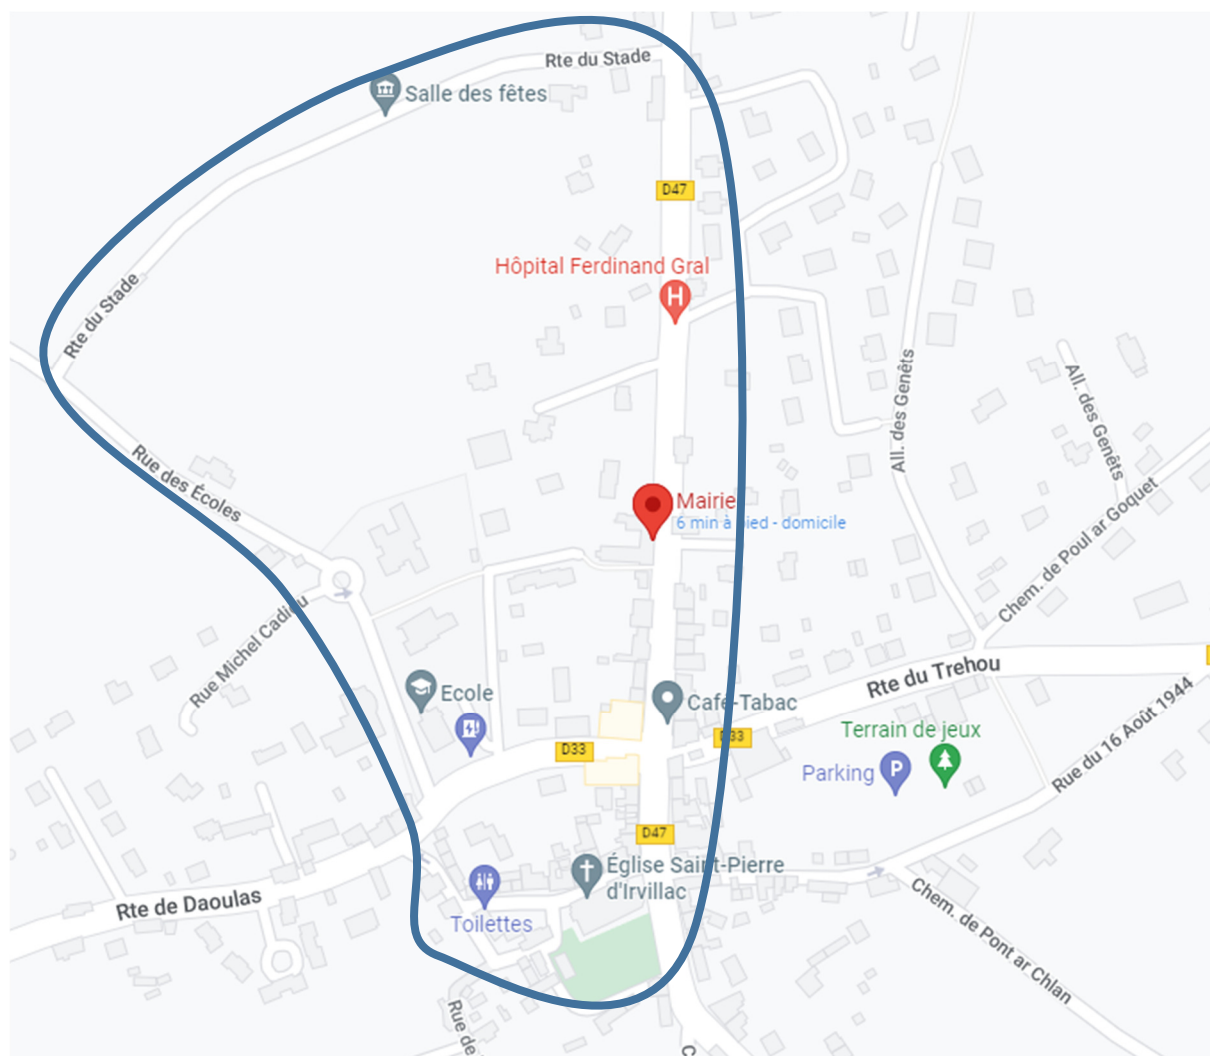 Rte du Stade
Salle des fêtes
D47
Hôpital Ferdinand Gral
H
Rte du Stade
All. des Genêts
All. des Genêts
Rue des Écoles
Mairie
6 min à pied - domicile
Chem. de Poul ar Goquet
Rue Michel Cadiou
Ecole
Café-Tabac
Rte du Trehou
Rue du 16 Août 1944
D33
D33
Terrain de jeux
Parking
P
D47
Église Saint-Pierre
d'Irvillac
Rte de Daoulas
Toilettes
Chem. de Pont ar Chlan
Rue de
C